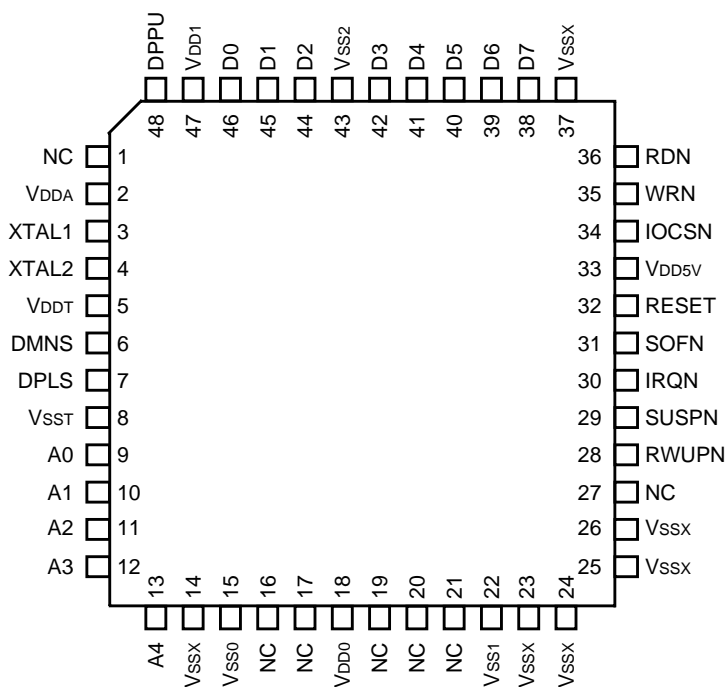 DPPU VDD1 D0 D1 D2 VSS2 D3 D4 D5 D6 D7 VSSX
48 47 46 45 44 43 42 41 40 39 38 37
NC 1 36 RDN
VDDA 2 35 WRN
XTAL1 3 34 IOCSN
XTAL2 4 33 VDD5V
VDDT 5 32 RESET
DMNS 6 31 SOFN
DPLS 7 30 IRQN
VSST 8 29 SUSPN
A0 9 28 RWUPN
A1 10 27 NC
A2 11 26 VSSX
A3 12 25 VSSX
13 14 15 16 17 18 19 20 21 22 23 24
A4 VSSX VSS0 NC NC VDD0 NC NC NC VSS1 VSSX VSSX